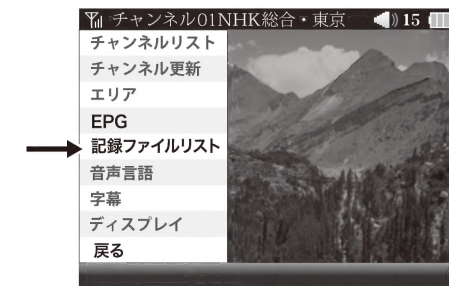 チャンネル01NHK総合・東京 15
チャンネルリスト
チャンネル更新
エリア
EPG
記録ファイルリスト
音声言語
字幕
ディスプレイ
戻る